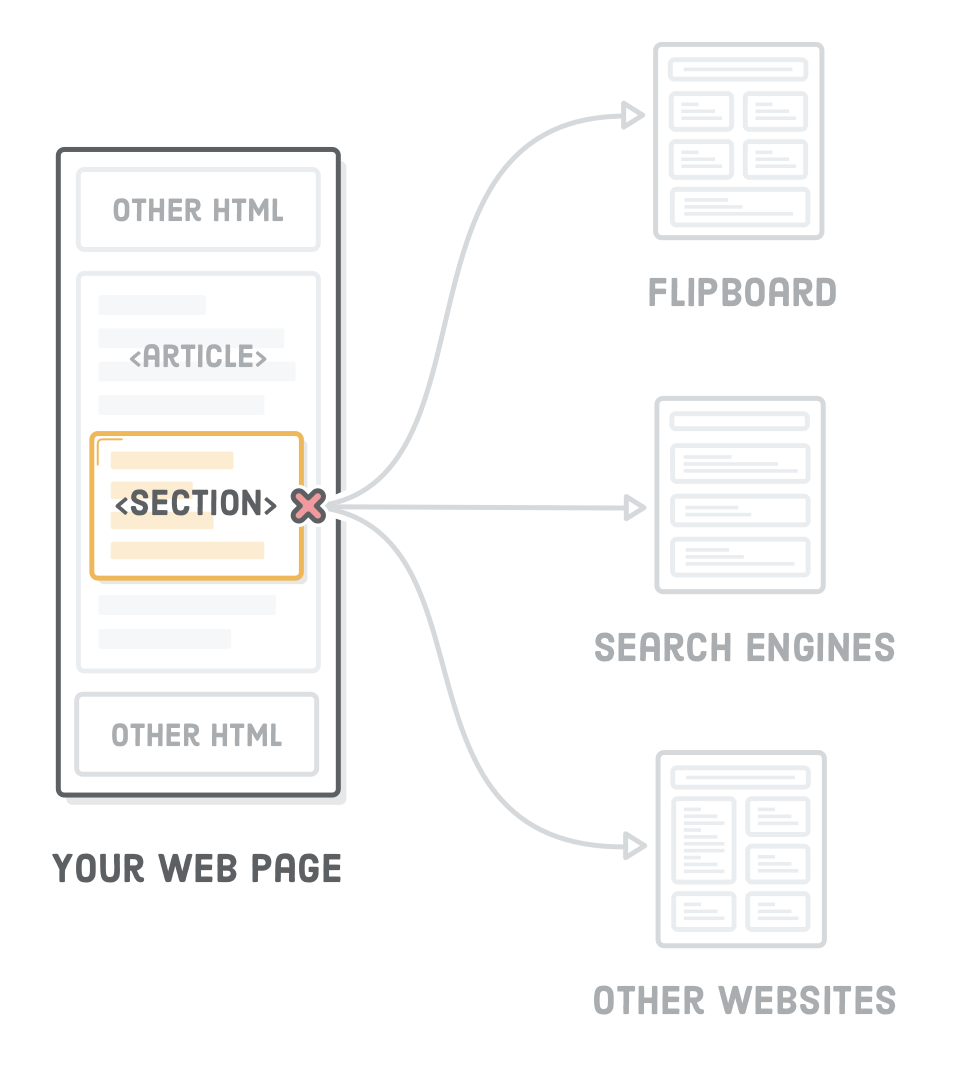 OTHER HTML
<ARTICLE>
<SECTION>
OTHER HTML
YOUR WEB PAGE
FLIPBOARD
SEARCH ENGINES
OTHER WEBSITES